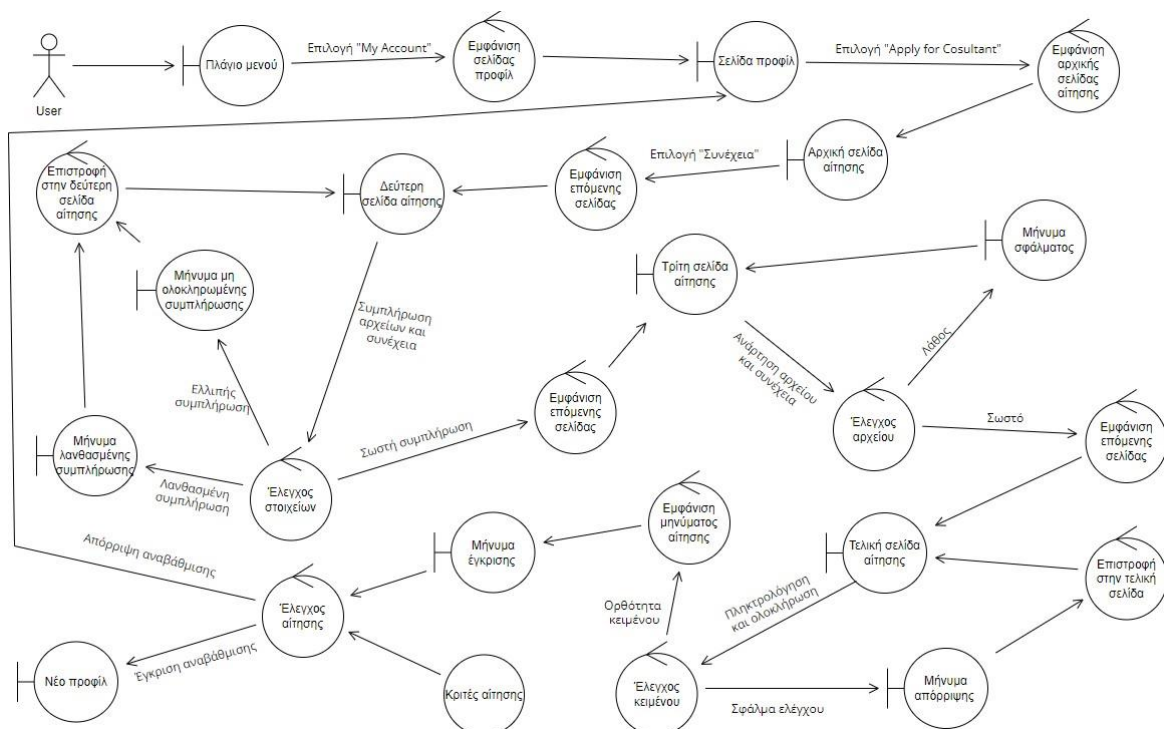 User
Πλάγιο μενού
Επιλογή "My Account"
Εμφάνιση
σελίδας
προφίλ
Σελίδα προφίλ
Επιλογή "Apply for Cosultant"
Εμφάνιση
αρχικής
σελίδας
αίτησης
Αρχική σελίδα
αίτησης
Επιλογή "Συνέχεια"
Εμφάνιση
επόμενης
σελίδας
Δεύτερη
σελίδα αίτησης
Επιστροφή
στην δεύτερη
σελίδα
αίτησης
Μήνυμα μη
ολοκληρωμένης
συμπλήρωσης
Συμπλήρωση
αρχείων και
συνέχεια
Τρίτη σελίδα
αίτησης
Μήνυμα
σφάλματος
Ανάρτηση αρχείου
και συνέχεια
Λάθος
Ελλιπής
συμπλήρωση
Εμφάνιση
επόμενης
σελίδας
Έλεγχος
αρχείου
Σωστό
Εμφάνιση
επόμενης
σελίδας
Μήνυμα
λανθασμένης
συμπλήρωσης
Λανθασμένη
συμπλήρωση
Έλεγχος
στοιχείων
Σωστή συμπλήρωση
Εμφάνιση
μηνύματος
αίτησης
Μήνυμα
έγκρισης
Τελική σελίδα
αίτησης
Επιστροφή
στην τελική
σελίδα
Απόρριψη αναβάθμισης
Έλεγχος
αίτησης
Ορθότητα
κειμένου
Πληκτρολόγηση
και ολοκλήρωση
Νέο προφίλ
Έγκριση αναβάθμισης
Κριτές αίτησης
Έλεγχος
κειμένου
Σφάλμα ελέγχου
Μήνυμα
απόρριψης